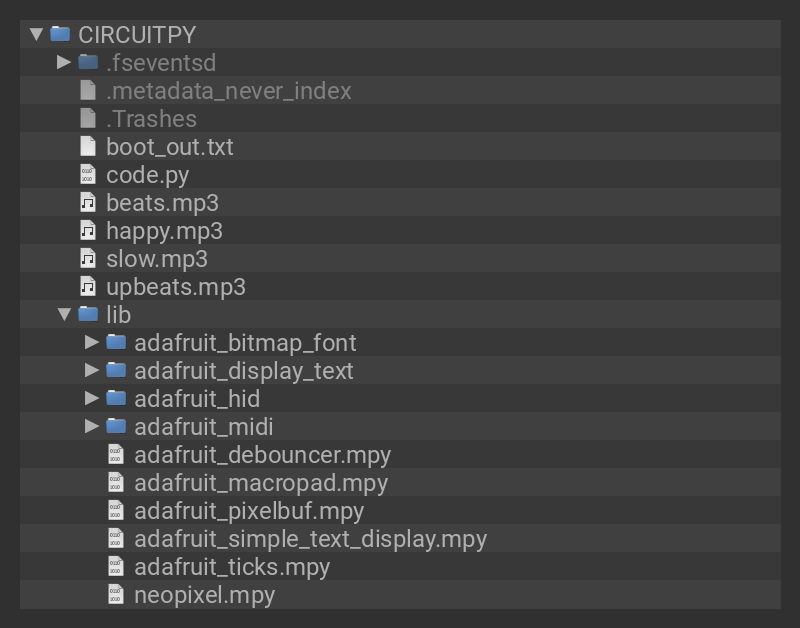 CIRCUITPY
.fseventsd
.metadata_never_index
.Trashes
boot_out.txt
code.py
beats.mp3
happy.mp3
slow.mp3
upbeats.mp3
lib
adafruit_bitmap_font
adafruit_display_text
adafruit_hid
adafruit_midi
adafruit_debouncer.mpy
adafruit_macropad.mpy
adafruit_pixelbuf.mpy
adafruit_simple_text_display.mpy
adafruit_ticks.mpy
neopixel.mpy